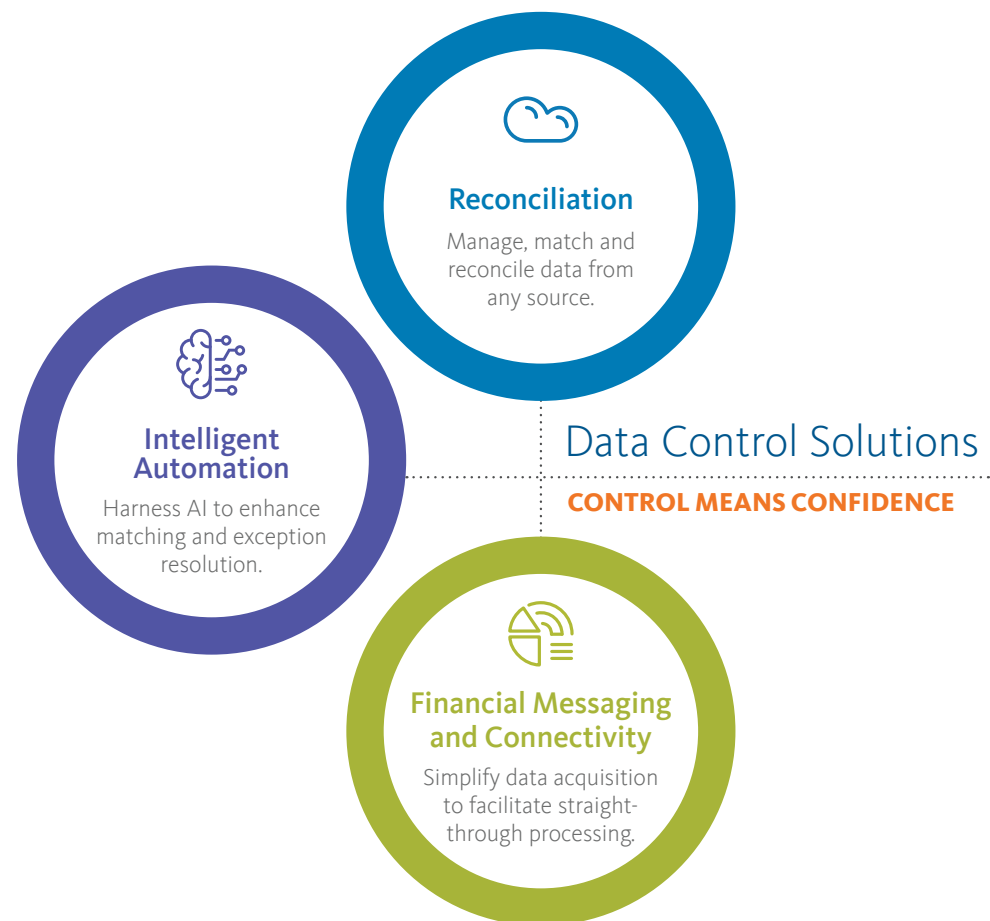 Reconciliation
Manage, match and
reconcile data from
any source.
Intelligent
Automation
Harness AI to enhance
matching and exception
resolution.
Data Control Solutions
CONTROL MEANS CONFIDENCE
Financial Messaging
and Connectivity
Simplify data acquisition
to facilitate straight-
through processing.